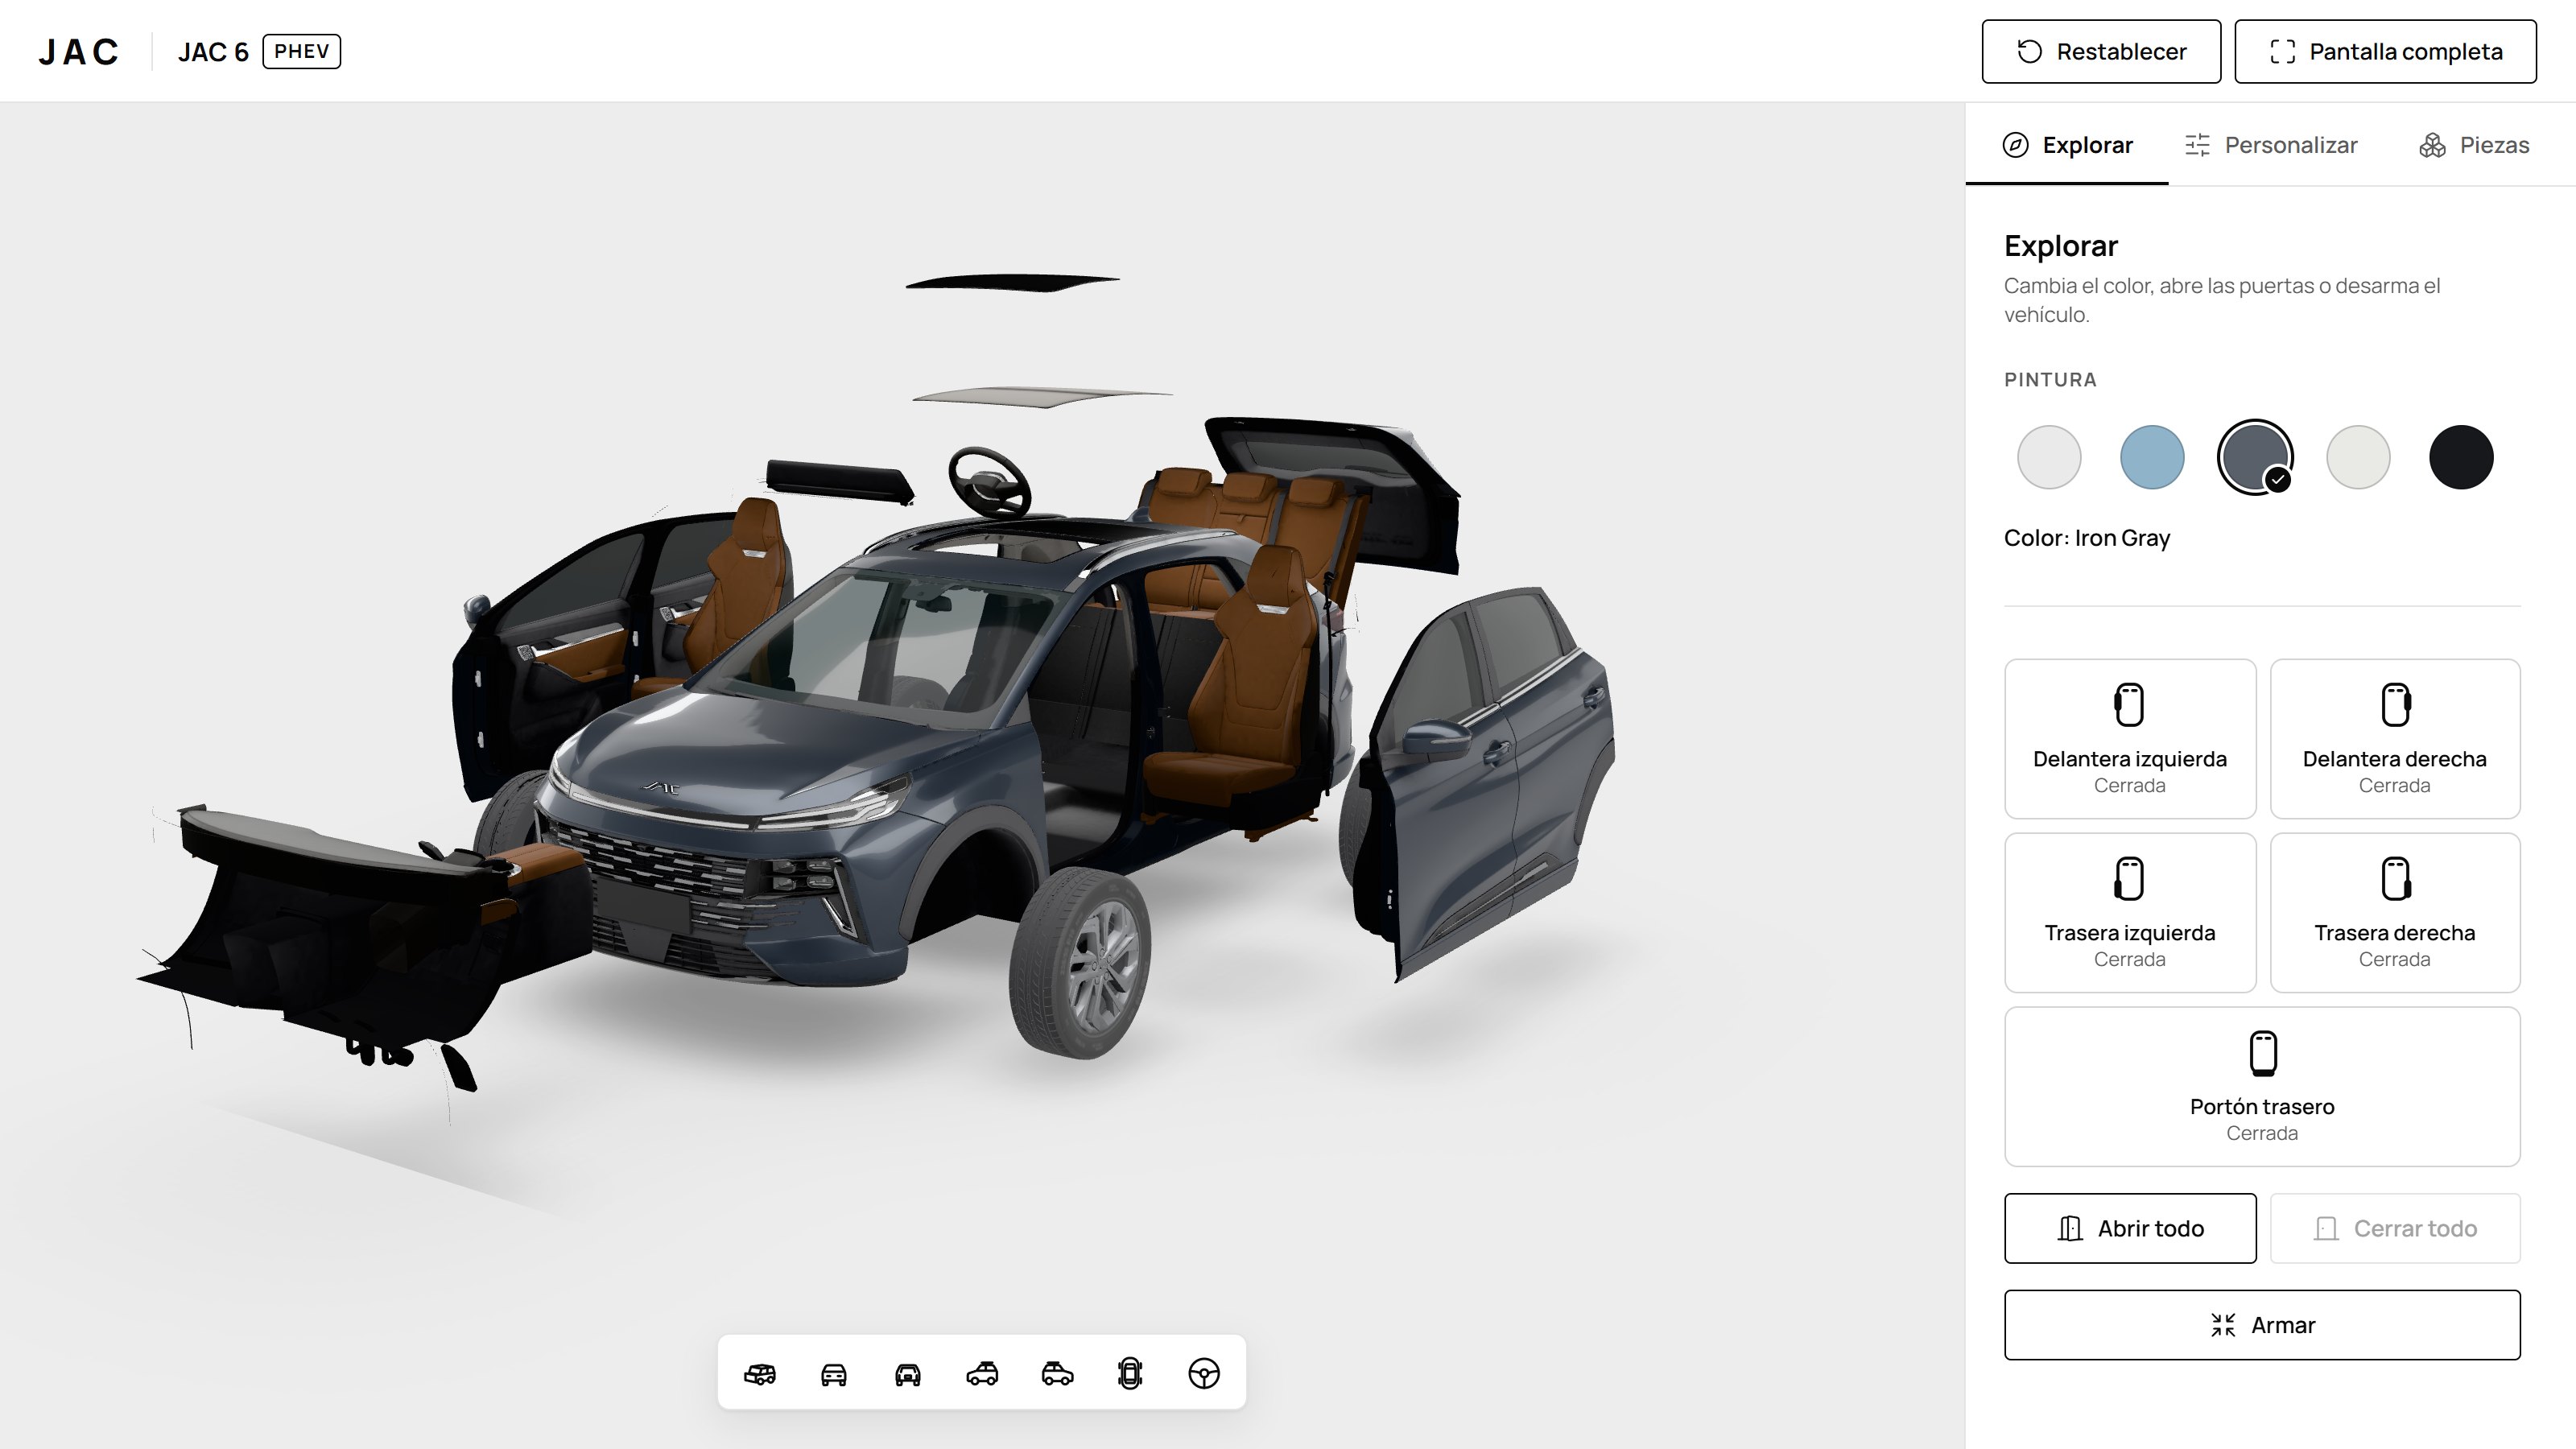 JAC
JAC 6 PHEV
Restablecer
Pantalla completa
Explorar
Personalizar
Piezas
Explorar
Cambia el color, abre las puertas o desarma el
vehículo.
PINTURA
Color: Iron Gray
Delantera izquierda
Cerrada
Delantera derecha
Cerrada
Trasera izquierda
Cerrada
Trasera derecha
Cerrada
Portón trasero
Cerrada
Abrir todo
Cerrar todo
Armar
JAC